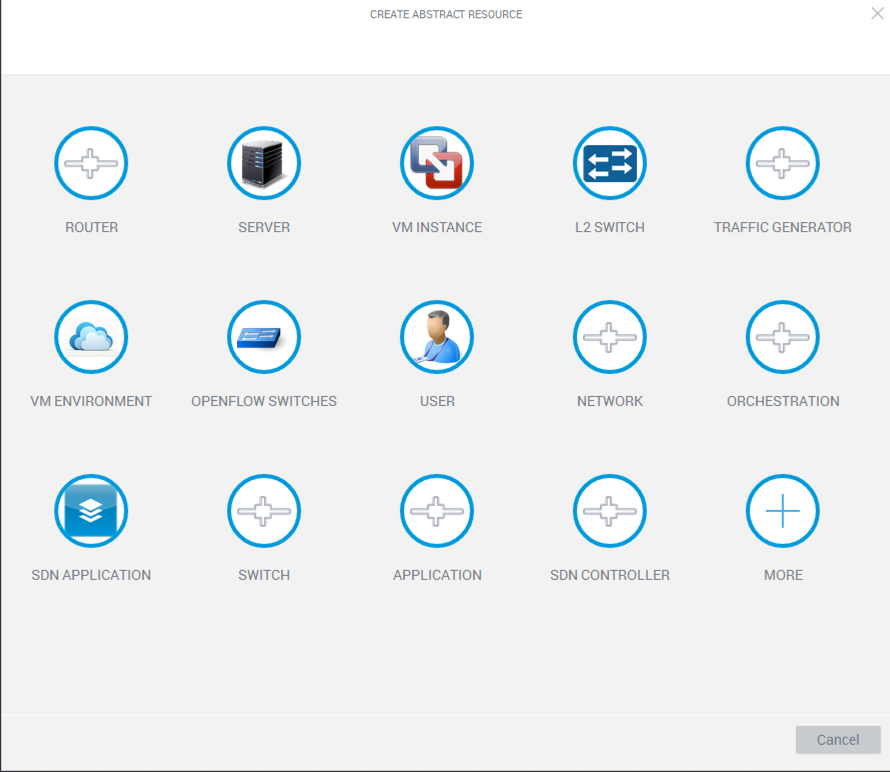 CREATE ABSTRACT RESOURCE
ROUTER
SERVER
VM INSTANCE
L2 SWITCH
TRAFFIC GENERATOR
VM ENVIRONMENT
OPENFLOW SWITCHES
USER
NETWORK
ORCHESTRATION
SDN APPLICATION
SWITCH
APPLICATION
SDN CONTROLLER
MORE
Cancel